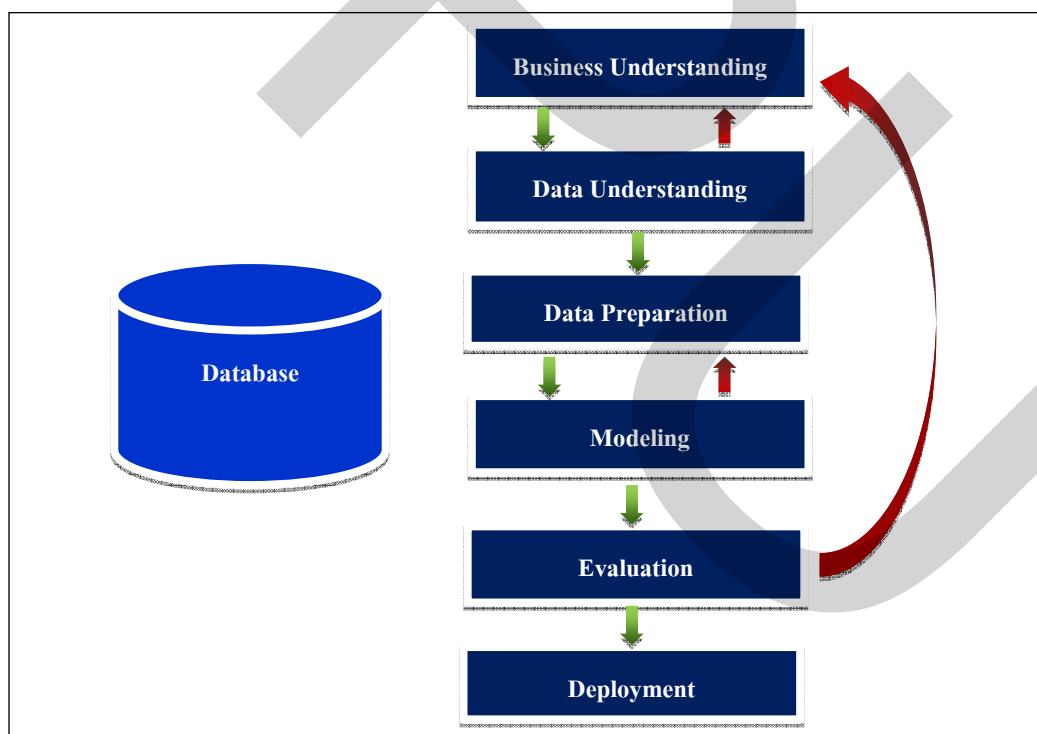 Business Understanding
Data Understanding
Data Preparation
Database
Modeling
Evaluation
Deployment